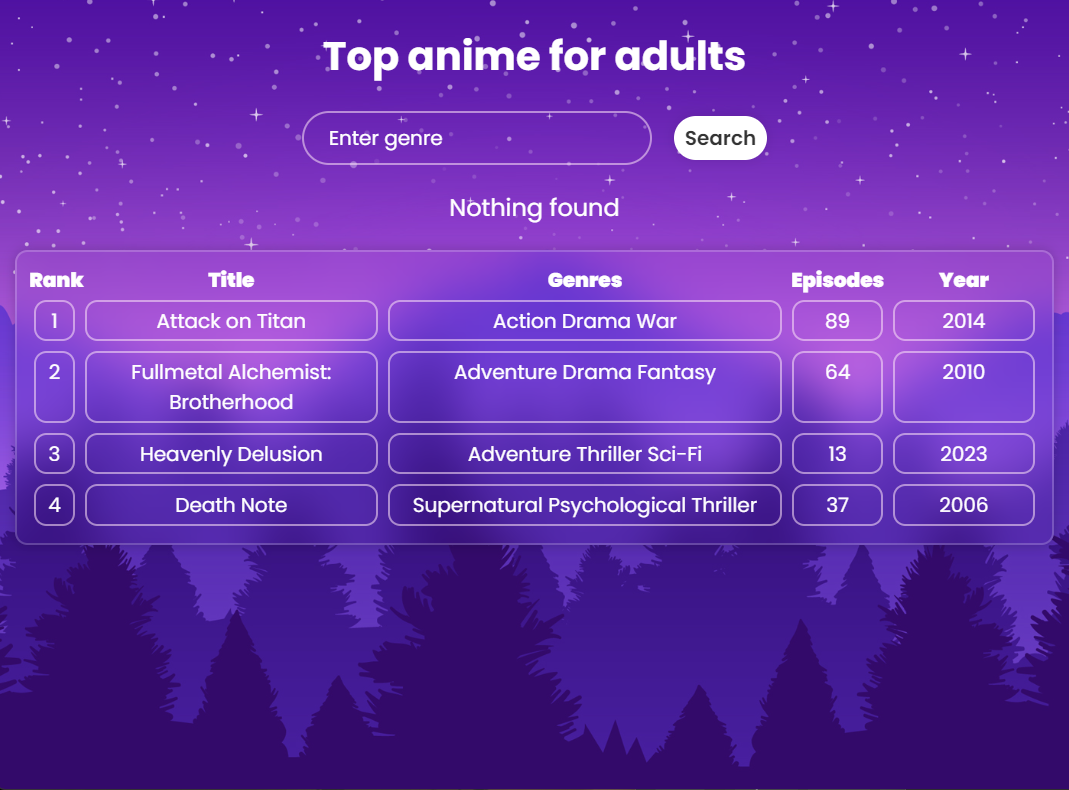 Top anime for adults
Enter genre
Search
Nothing found
Rank Title Genres Episodes Year
1 Attack on Titan Action Drama War 89 2014
2 Fullmetal Alchemist: Adventure Drama Fantasy 64 2010
Brotherhood
3 Heavenly Delusion Adventure Thriller Sci-Fi 13 2023
4 Death Note Supernatural Psychological Thriller 37 2006